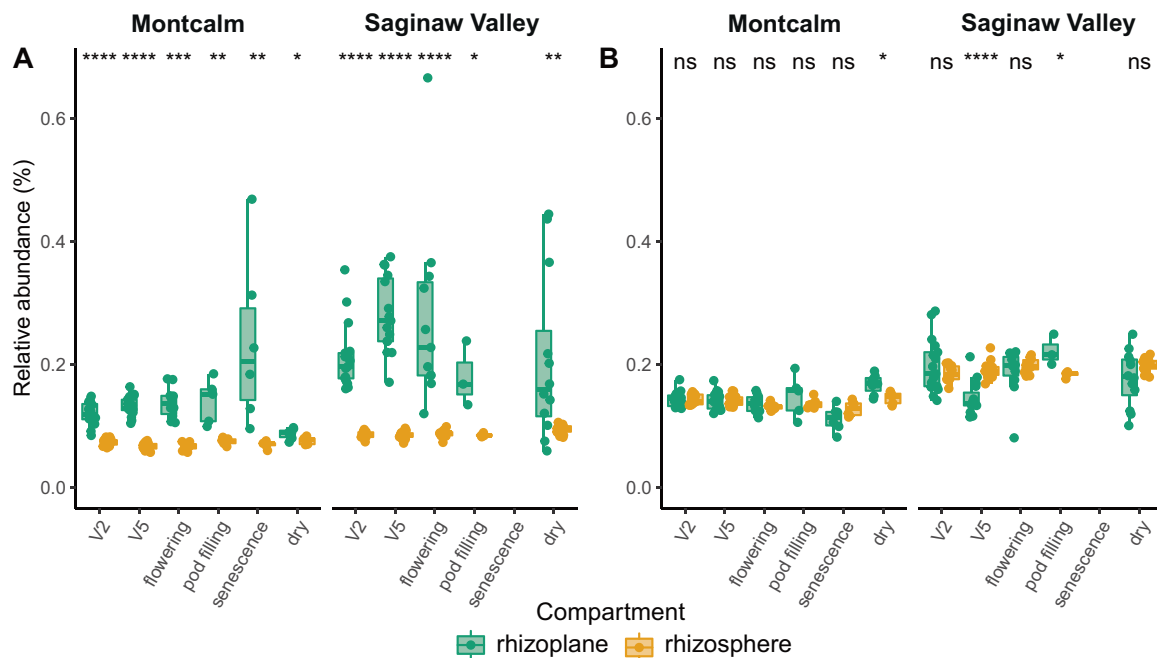 Montcalm Saginaw Valley Montcalm Saginaw Valley
A **** **** *** ** ** * **** **** **** * ** B ns ns ns ns ns * ns **** ns * ns
Relative abundance (%)
0.6 0.6
0.4 0.4
0.2 0.2
0.0 0.0
V2 V5 flowering pod filling senescence dry V2 V5 flowering pod filling senescence dry V2 V5 flowering pod filling senescence dry V2 V5 flowering pod filling senescence dry
Compartment
rhizoplane rhizosphere